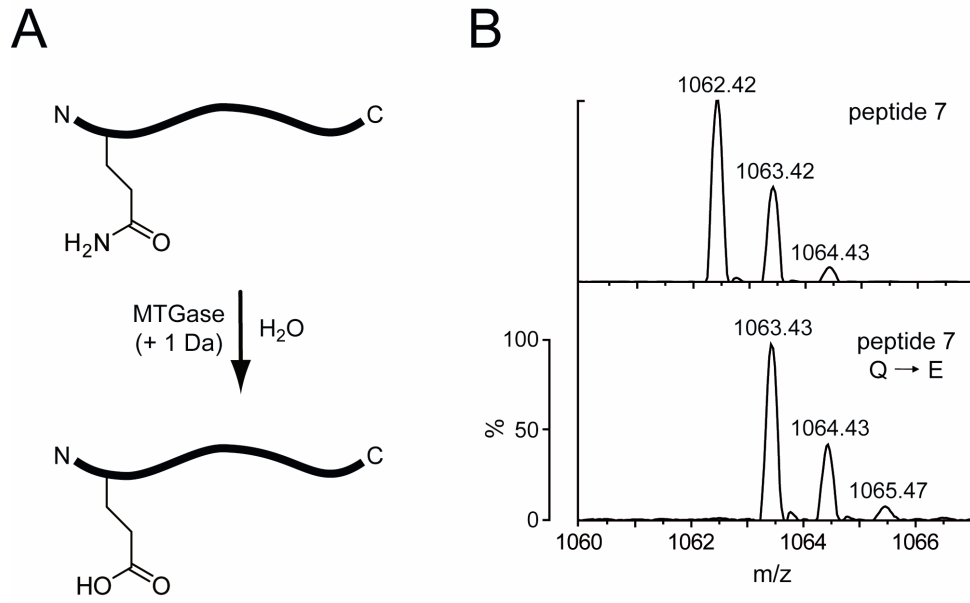 A
N
C
H₂N
O
MTGase
(+ 1 Da)
H₂O
N
C
HO
O
B
1062.42
peptide 7
1063.42
1064.43
1063.43
peptide 7
Q → E
1064.43
1065.47
100
50
0
%
1060
1062
1064
1066
m/z